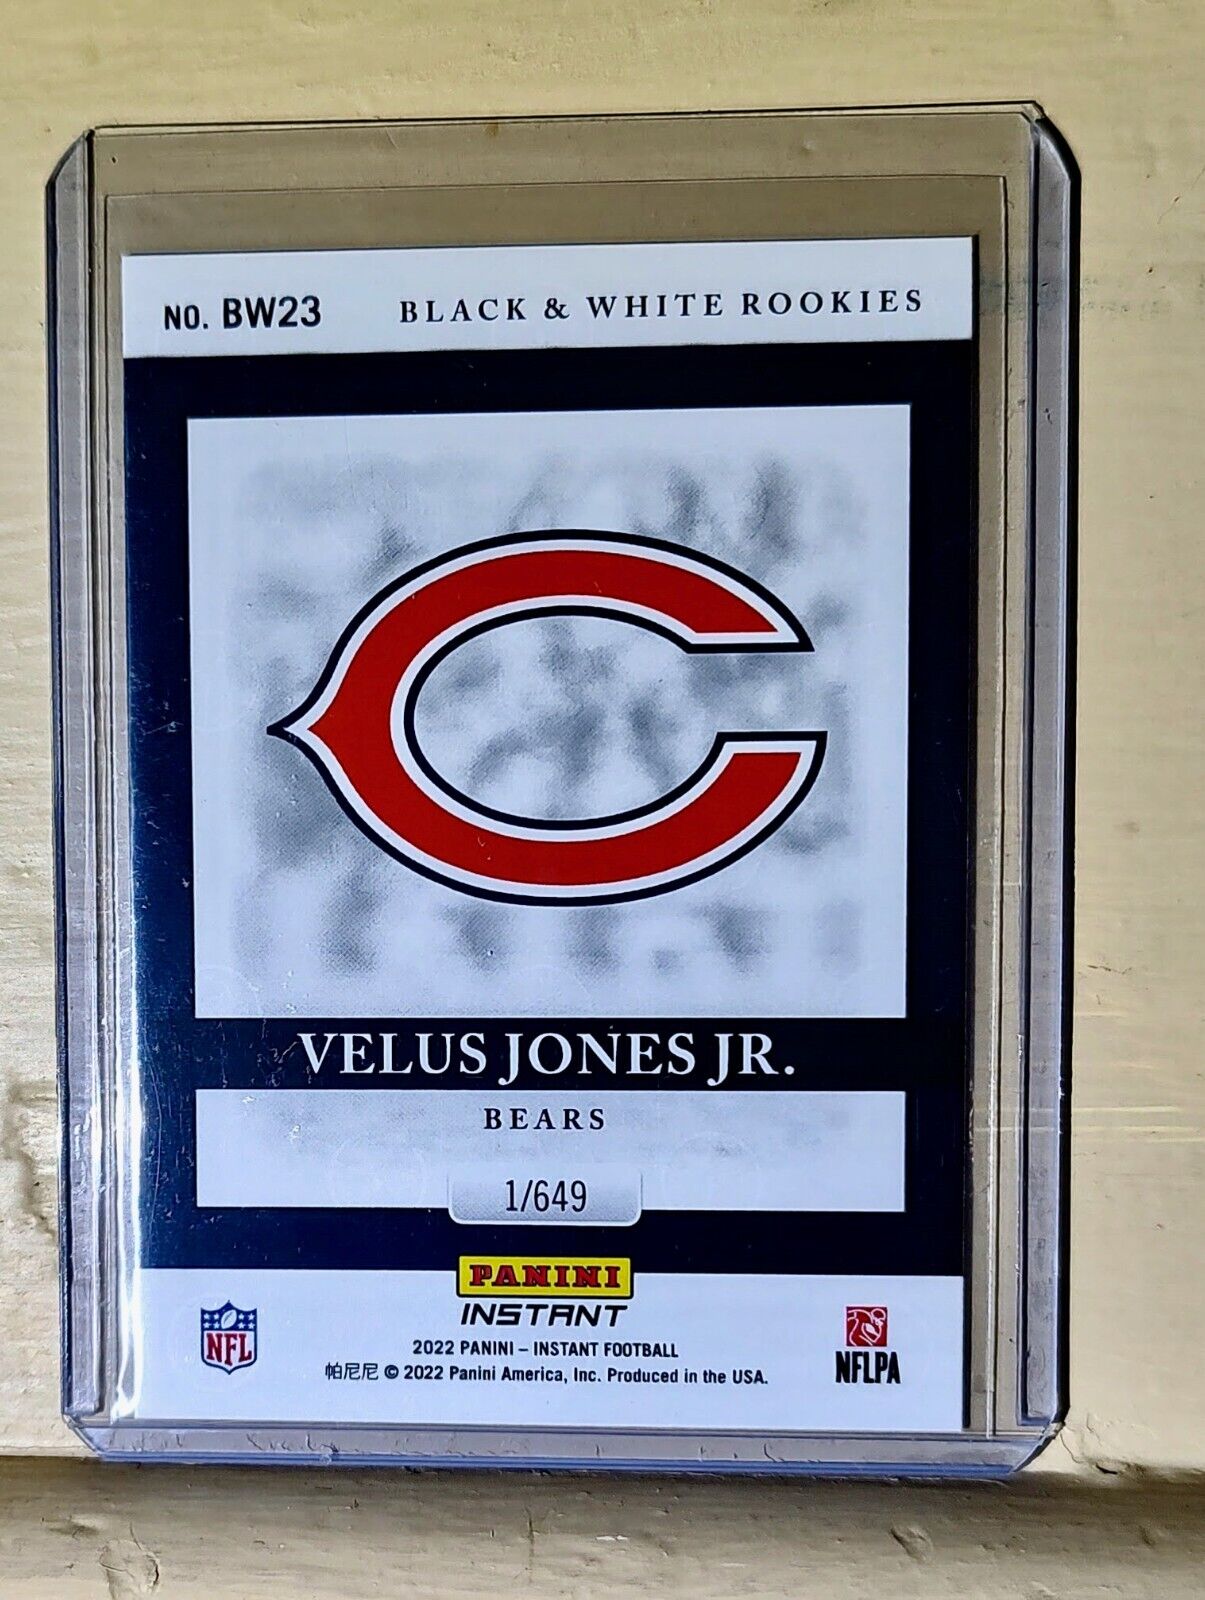 NO. BW23 BLACK & WHITE ROOKIES
VELUS JONES JR.
BEARS
1/649
PANINI
INSTANT
2022 PANINI – INSTANT FOOTBALL
帕尼尼 © 2022 Panini America, Inc. Produced in the USA.
NFL
NFLPA